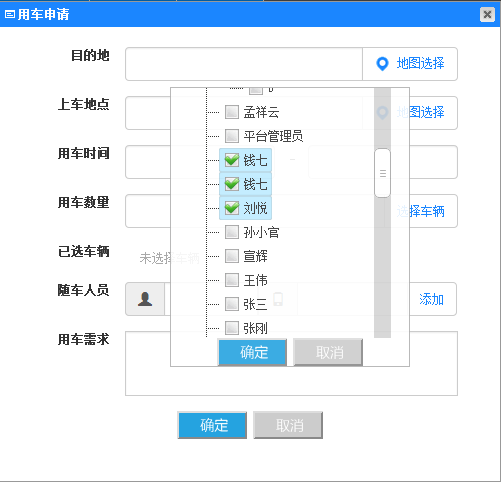 用车申请
目的地
地图选择
上车地点
地图选择
用车时间
用车数量
选择车辆
已选车辆
未选择车辆
随车人员
添加
用车需求
孟祥云
平台管理员
钱七
钱七
刘悦
孙小官
宣辉
王伟
张三
张刚
确定
取消
确定
取消